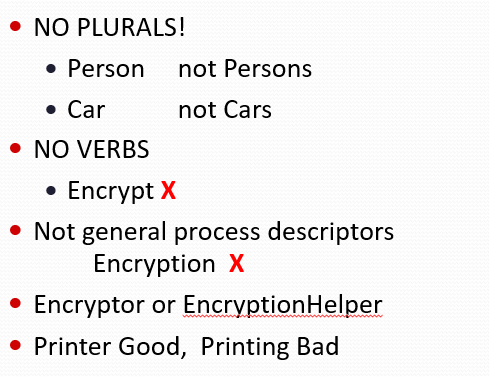 • NO PLURALS!
• Person not Persons
• Car not Cars
• NO VERBS
• Encrypt X
• Not general process descriptors
Encryption X
• Encryptor or EncryptionHelper
• Printer Good, Printing Bad